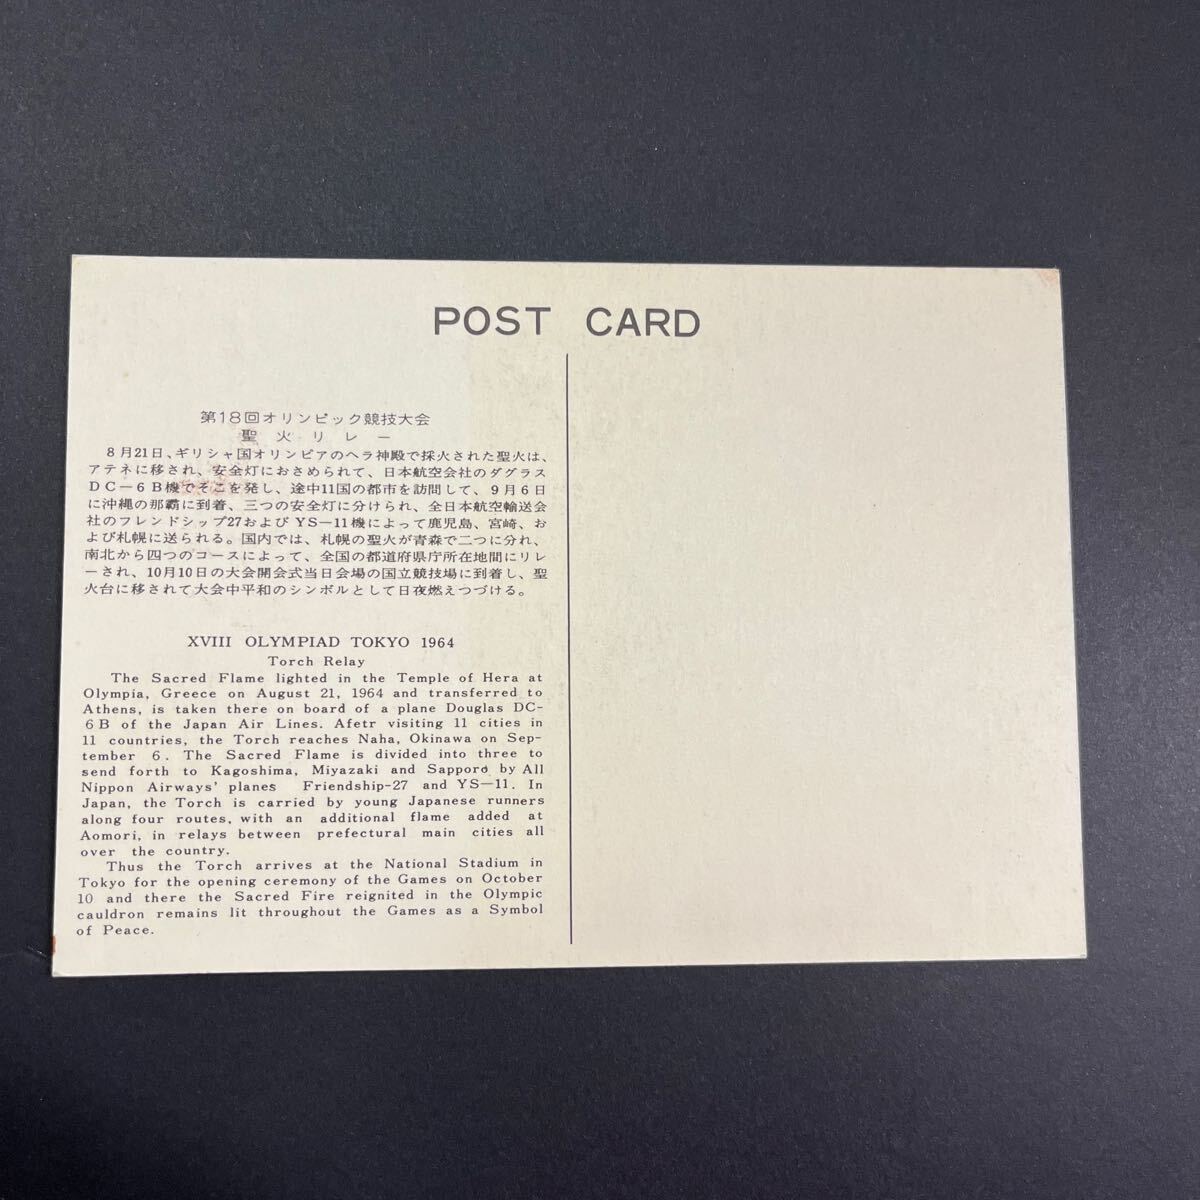 POST CARD
第18回オリンピック競技大会
聖火リレー
8月21日、ギリシャ国オリンピアのヘラ神殿で採火された聖火は、
アテネに移され、安全灯におさめられて、日本航空会社のダグラス
DC－6B機でそこを発し、途中11国の都市を訪問して、9月6日
に沖縄の那覇に到着、三つの安全灯に分けられ、全日本航空輸送会
社のフレンドシップ27およびYS－11機によって鹿児島、宮崎、お
よび札幌に送られる。国内では、札幌の聖火が青森で二つに分れ、
南北から四つのコースによって、全国の都道府県庁所在地間にリレ
ーされ、10月10日の大会開会式当日会場の国立競技場に到着し、聖
火台に移されて大会中平和のシンボルとして日夜燃えつづける。
XVIII OLYMPIAD TOKYO 1964
Torch Relay
The Sacred Flame lighted in the Temple of Hera at
Olympia, Greece on August 21, 1964 and transferred to
Athens, is taken there on board of a plane Douglas DC-
6B of the Japan Air Lines. Afetr visiting 11 cities in
11 countries, the Torch reaches Naha, Okinawa on Sep-
tember 6. The Sacred Flame is divided into three to
send forth to Kagoshima, Miyazaki and Sapporo by All
Nippon Airways' planes Friendship-27 and YS—11. In
Japan, the Torch is carried by young Japanese runners
along four routes, with an additional flame added at
Aomori, in relays between prefectural main cities all
over the country.
Thus the Torch arrives at the National Stadium in
Tokyo for the opening ceremony of the Games on October
10 and there the Sacred Fire reignited in the Olympic
cauldron remains lit throughout the Games as a Symbol
of Peace.